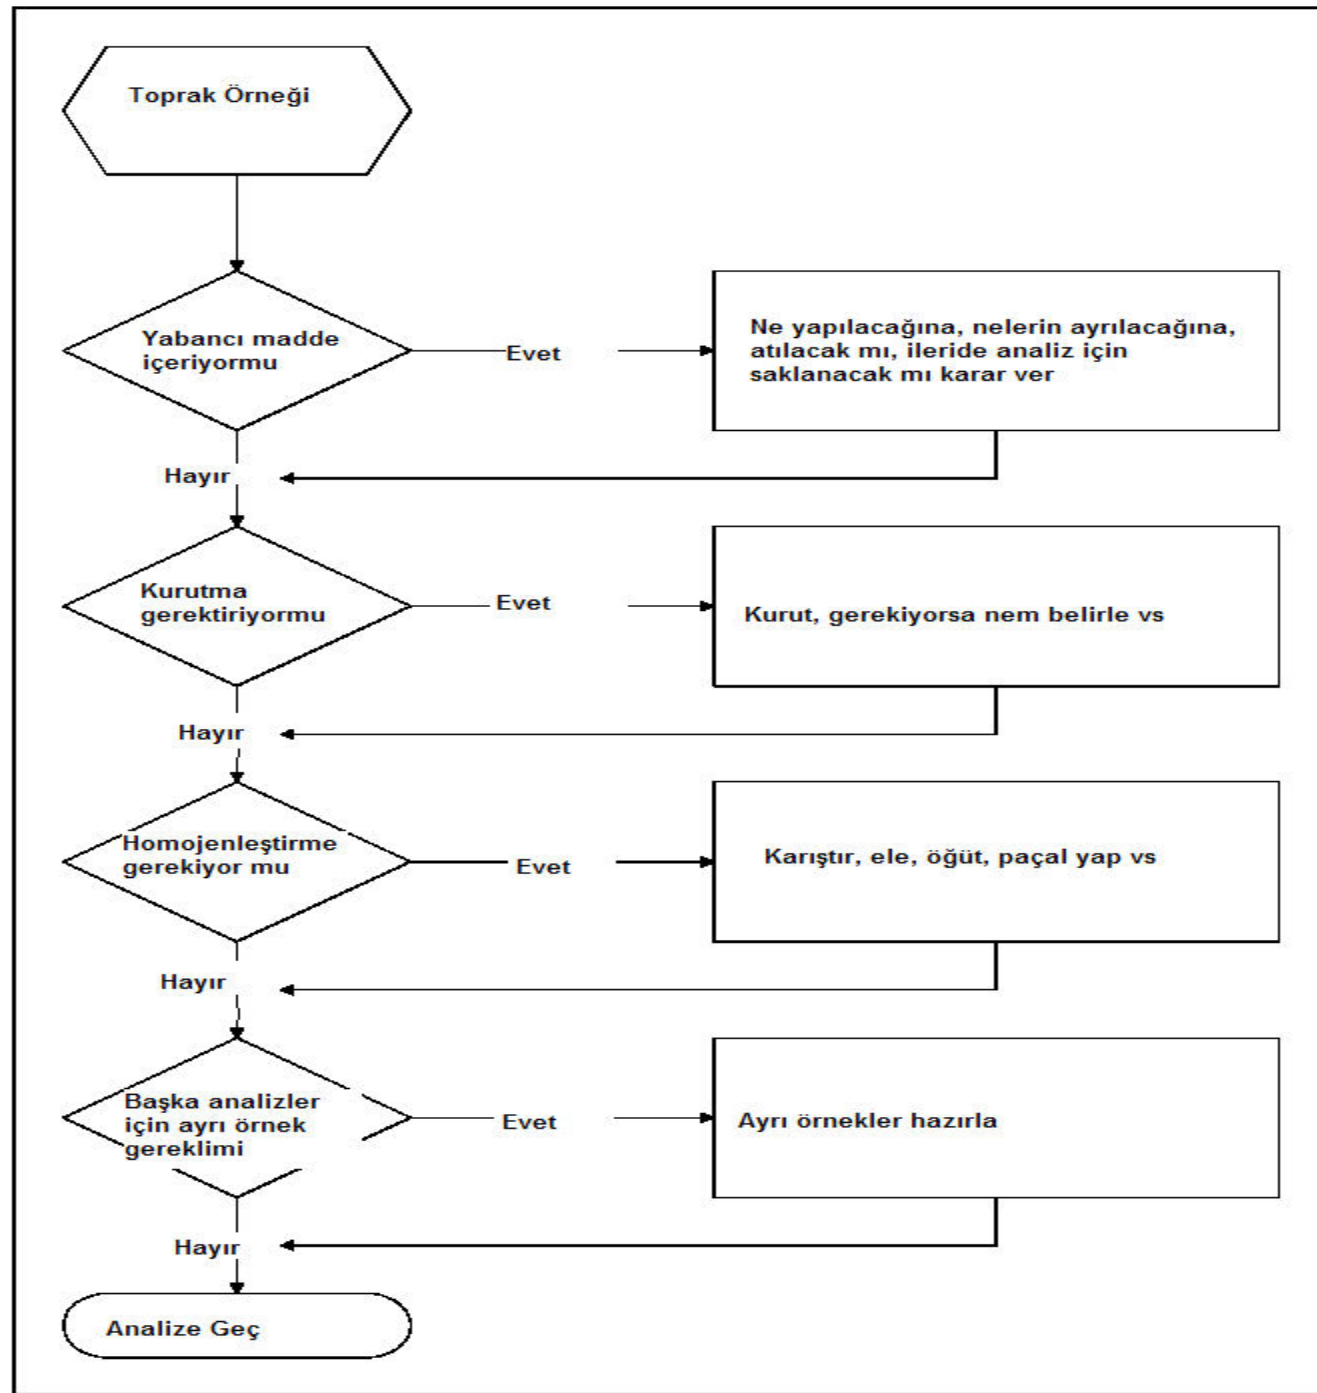 Toprak Örneği
Yabancı madde
içeriyormu
Evet
Ne yapılacağına, nelerin ayrılacağına,
atılacak mı, ileride analiz için
saklanacak mı karar ver
Hayır
Kurutma
gerektiriyormu
Evet
Kurut, gerekiyorsa nem belirle vs
Hayır
Homojenleştirme
gerekiyor mu
Evet
Karıştır, ele, öğüt, paçal yap vs
Hayır
Başka analizler
için ayrı örnek
gereklimi
Evet
Ayrı örnekler hazırla
Hayır
Analize Geç